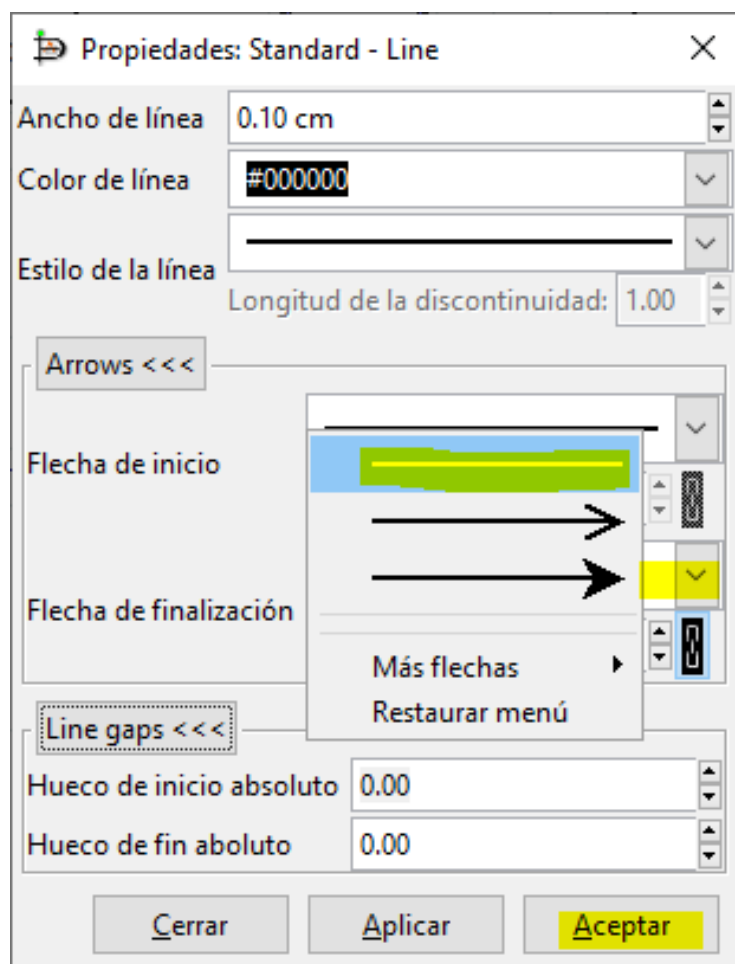 Propiedades: Standard - Line
Ancho de línea 0.10 cm
Color de línea #000000
Estilo de la línea
Longitud de la discontinuidad: 1.00
Arrows <<<
Flecha de inicio
Flecha de finalización
Más flechas
Restaurar menú
Line gaps <<<
Hueco de inicio absoluto 0.00
Hueco de fin aboluto 0.00
Cerrar Aplicar Aceptar